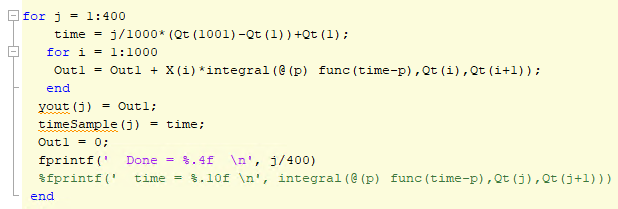 for j = 1:400
time = j/1000*(Qt(1001)-Qt(1))+Qt(1);
for i = 1:1000
Out1 = Out1 + X(i)*integral(@(p) func(time-p),Qt(i),Qt(i+1));
end
yout(j) = Out1;
timeSample(j) = time;
Out1 = 0;
fprintf('  Done = %.4f  \n', j/400)
%fprintf('  time = %.10f \n', integral(@(p) func(time-p),Qt(j),Qt(j+1)))
end